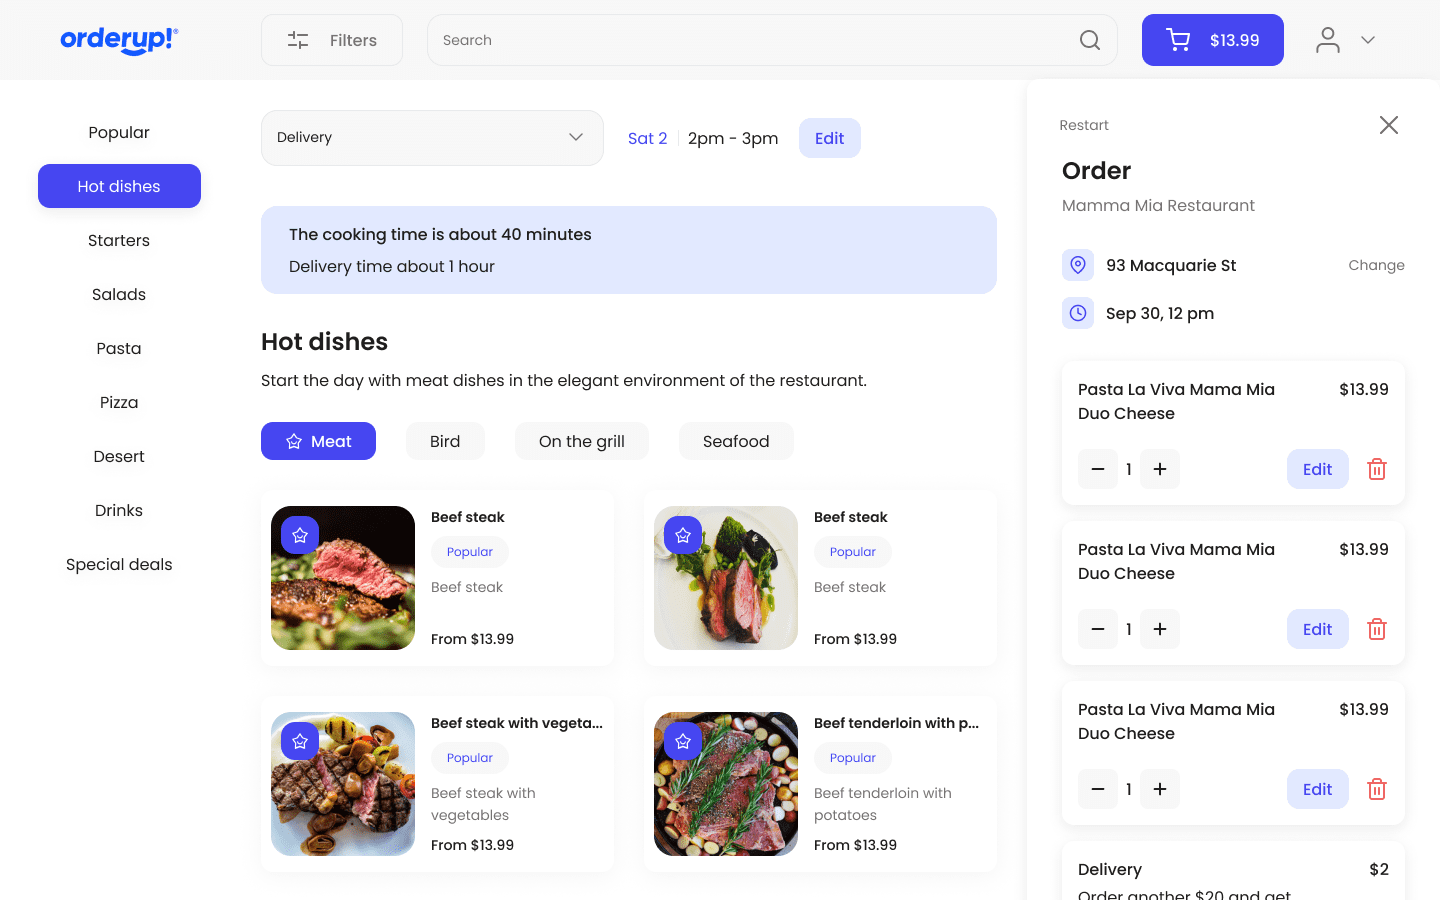 orderup!®
Filters
Search
$13.99
Popular
Hot dishes
Starters
Salads
Pasta
Pizza
Desert
Drinks
Special deals
Delivery
Sat 2
2pm - 3pm
Edit
The cooking time is about 40 minutes
Delivery time about 1 hour
Hot dishes
Start the day with meat dishes in the elegant environment of the restaurant.
Meat
Bird
On the grill
Seafood
Beef steak
Popular
Beef steak
From $13.99
Beef steak
Popular
Beef steak
From $13.99
Beef steak with vegeta...
Popular
Beef steak with
vegetables
From $13.99
Beef tenderloin with p...
Popular
Beef tenderloin with
potatoes
From $13.99
Restart
Order
Mamma Mia Restaurant
93 Macquarie St
Change
Sep 30, 12 pm
Pasta La Viva Mama Mia
Duo Cheese
$13.99
1
Edit
Pasta La Viva Mama Mia
Duo Cheese
$13.99
1
Edit
Pasta La Viva Mama Mia
Duo Cheese
$13.99
1
Edit
Delivery
$2
Order another $20 and get